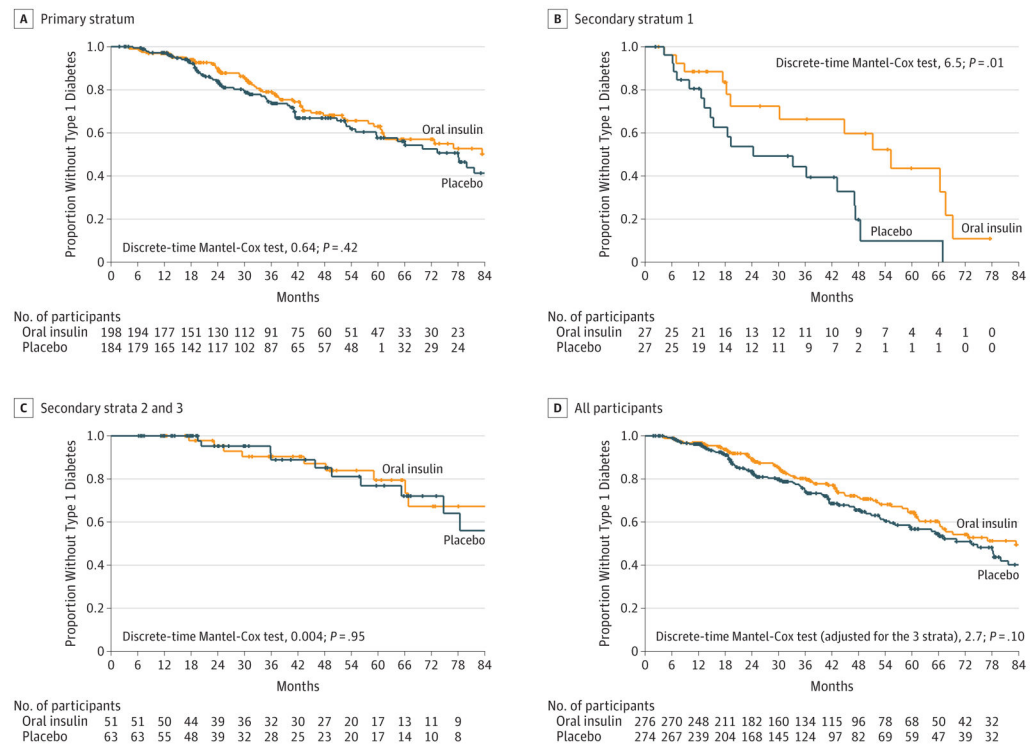 A Primary stratum
Proportion Without Type 1 Diabetes
1.0
0.8
0.6
0.4
0.2
0
Oral insulin
Placebo
Discrete-time Mantel-Cox test, 0.64; P = .42
0 6 12 18 24 30 36 42 48 54 60 66 72 78 84
Months
No. of participants
Oral insulin 198 194 177 151 130 112 91 75 60 51 47 33 30 23
Placebo 184 179 165 142 117 102 87 65 57 48 1 32 29 24
B Secondary stratum 1
Proportion Without Type 1 Diabetes
1.0
0.8
0.6
0.4
0.2
0
Discrete-time Mantel-Cox test, 6.5; P = .01
Placebo
Oral insulin
0 6 12 18 24 30 36 42 48 54 60 66 72 78 84
Months
No. of participants
Oral insulin 27 25 21 16 13 12 11 10 9 7 4 4 1 0
Placebo 27 25 19 14 12 11 9 7 2 1 1 1 0 0
C Secondary strata 2 and 3
Proportion Without Type 1 Diabetes
1.0
0.8
0.6
0.4
0.2
0
Oral insulin
Placebo
Discrete-time Mantel-Cox test, 0.004; P = .95
0 6 12 18 24 30 36 42 48 54 60 66 72 78 84
Months
No. of participants
Oral insulin 51 51 50 44 39 36 32 30 27 20 17 13 11 9
Placebo 63 63 55 48 39 32 28 25 23 20 17 14 10 8
D All participants
Proportion Without Type 1 Diabetes
1.0
0.8
0.6
0.4
0.2
0
Oral insulin
Placebo
Discrete-time Mantel-Cox test (adjusted for the 3 strata), 2.7; P = .10
0 6 12 18 24 30 36 42 48 54 60 66 72 78 84
Months
No. of participants
Oral insulin 276 270 248 211 182 160 134 115 96 78 68 50 42 32
Placebo 274 267 239 204 168 145 124 97 82 69 59 47 39 32